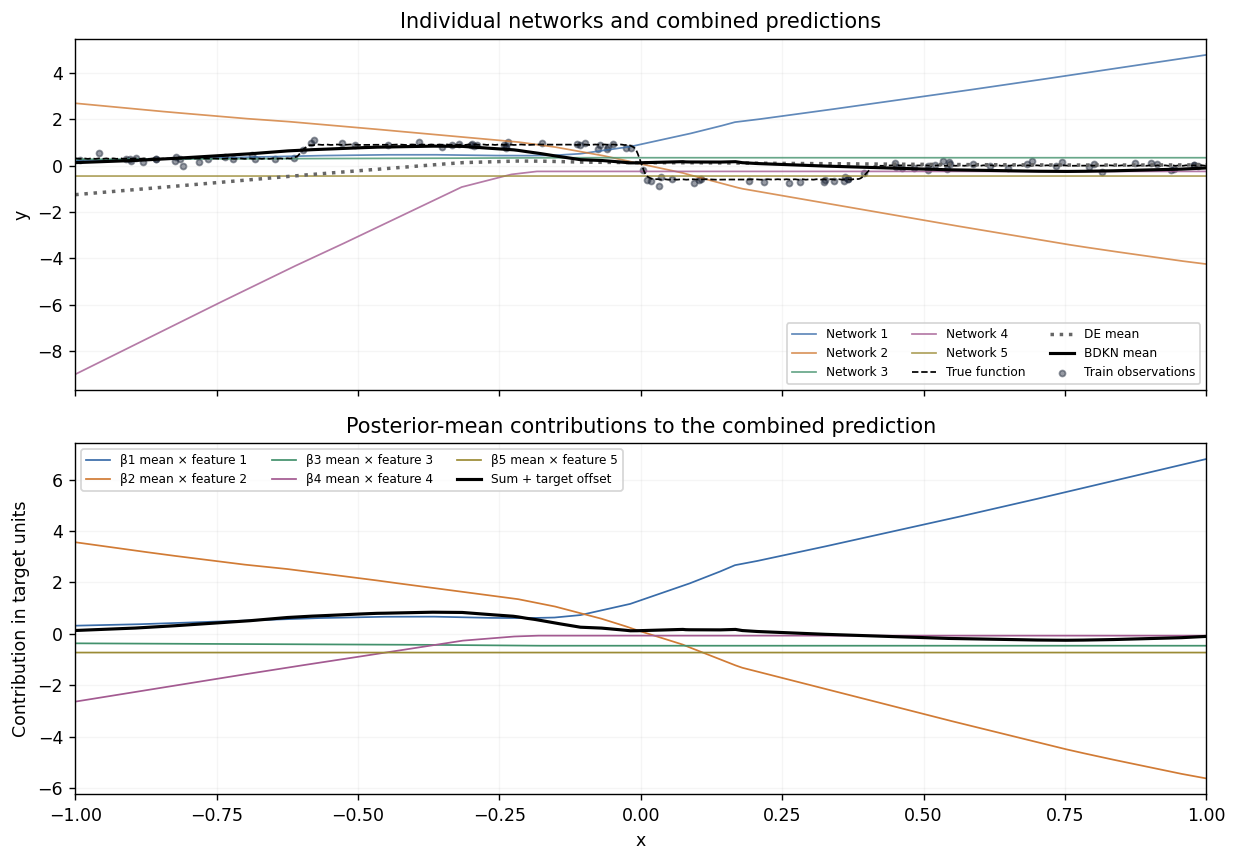 Individual networks and combined predictions
4
2
0
−2
−4
−6
−8
y
Network 1
Network 2
Network 3
Network 4
Network 5
True function
DE mean
BDKN mean
Train observations
Posterior-mean contributions to the combined prediction
β1 mean × feature 1
β2 mean × feature 2
β3 mean × feature 3
β4 mean × feature 4
β5 mean × feature 5
Sum + target offset
6
4
2
0
−2
−4
−6
Contribution in target units
−1.00 −0.75 −0.50 −0.25 0.00 0.25 0.50 0.75 1.00
x